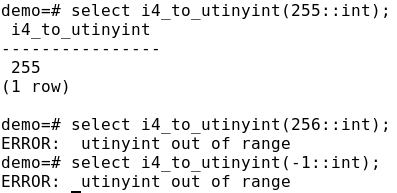 demo=# select i4_to_utinyint(255::int);
 i4_to_utinyint
----------------
 255
(1 row)

demo=# select i4_to_utinyint(256::int);
ERROR:  utinyint out of range
demo=# select i4_to_utinyint(-1::int);
ERROR:  utinyint out of range